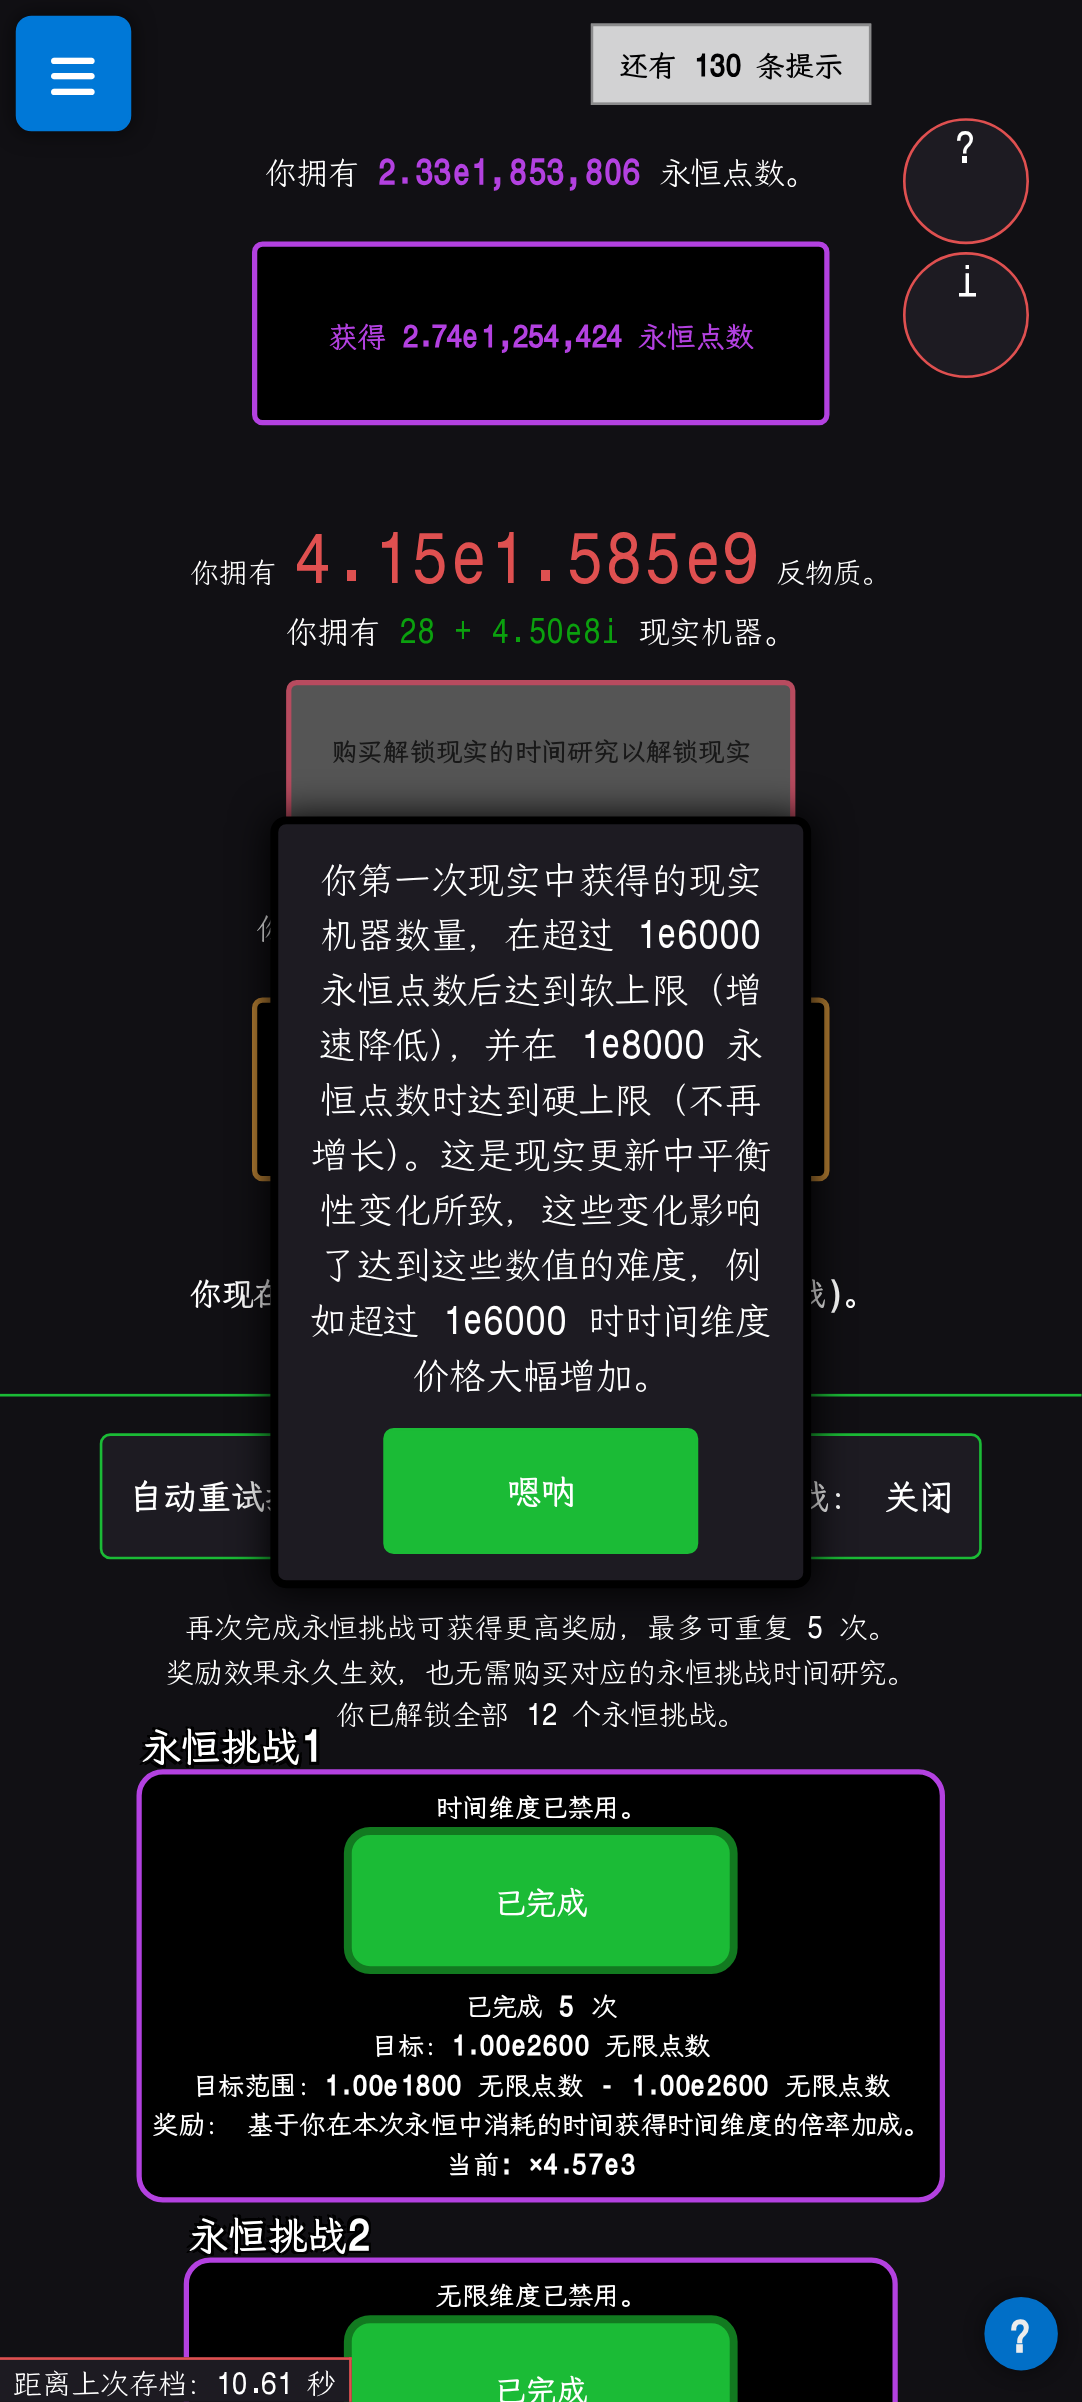 还有 130 条提示
?
你拥有 2.33e1,853,806 永恒点数。
i
获得 2.74e1,254,424 永恒点数
你拥有 4.15e1.585e9 反物质。
你拥有 28 + 4.50e8i 现实机器。
购买解锁现实的时间研究以解锁现实
你第一次现实中获得的现实
机器数量, 在超过 1e6000
永恒点数后达到软上限 (增
速降低), 并在 1e8000 永
恒点数时达到硬上限 (不再
增长)。这是现实更新中平衡
性变化所致, 这些变化影响
了达到这些数值的难度, 例
如超过 1e6000 时时间维度
价格大幅增加。
嗯呐
你现在
战)。
自动重试
战: 关闭
再次完成永恒挑战可获得更高奖励, 最多可重复 5 次。
奖励效果永久生效, 也无需购买对应的永恒挑战时间研究。
你已解锁全部 12 个永恒挑战。
永恒挑战1
时间维度已禁用。
已完成
已完成 5 次
目标: 1.00e2600 无限点数
目标范围: 1.00e1800 无限点数 - 1.00e2600 无限点数
奖励: 基于你在本次永恒中消耗的时间获得时间维度的倍率加成。
当前: ×4.57e3
永恒挑战2
无限维度已禁用。
已完成
?
距离上次存档: 10.61 秒